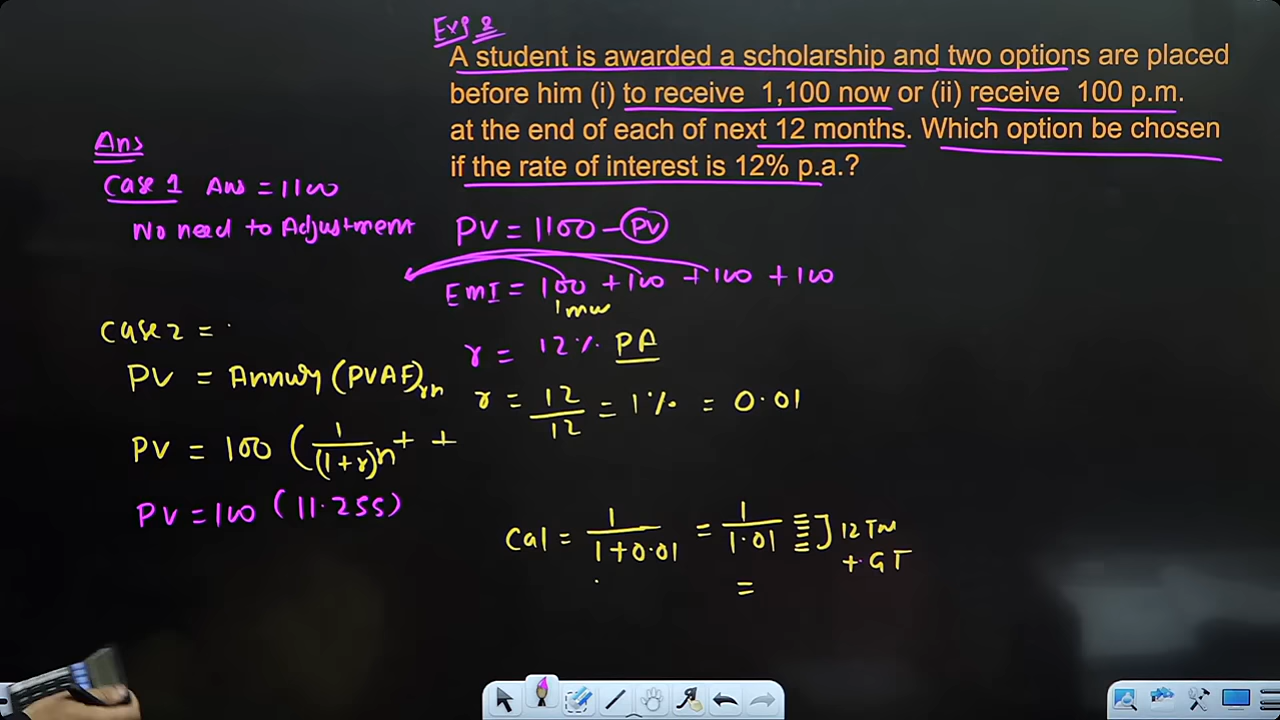 Exp 2
A student is awarded a scholarship and two options are placed
before him (i) to receive 1,100 now or (ii) receive 100 p.m.
at the end of each of next 12 months. Which option be chosen
if the rate of interest is 12% p.a.?
Ans
Case 1 Ans = 1100
No need to Adjustment
PV = 1100 - PV
EMI = 100 + 100 + 100 + 100
Case 2 =
r = 12% PA
PV = Annuity (PVAF)rn
r = 12/12 = 1% = 0.01
PV = 100 ( 1/(1+r)n + +
PV = 100 (11.255)
Cal = 1/1+0.01 = 1/1.01 ] 12 Tm
+ GT
=